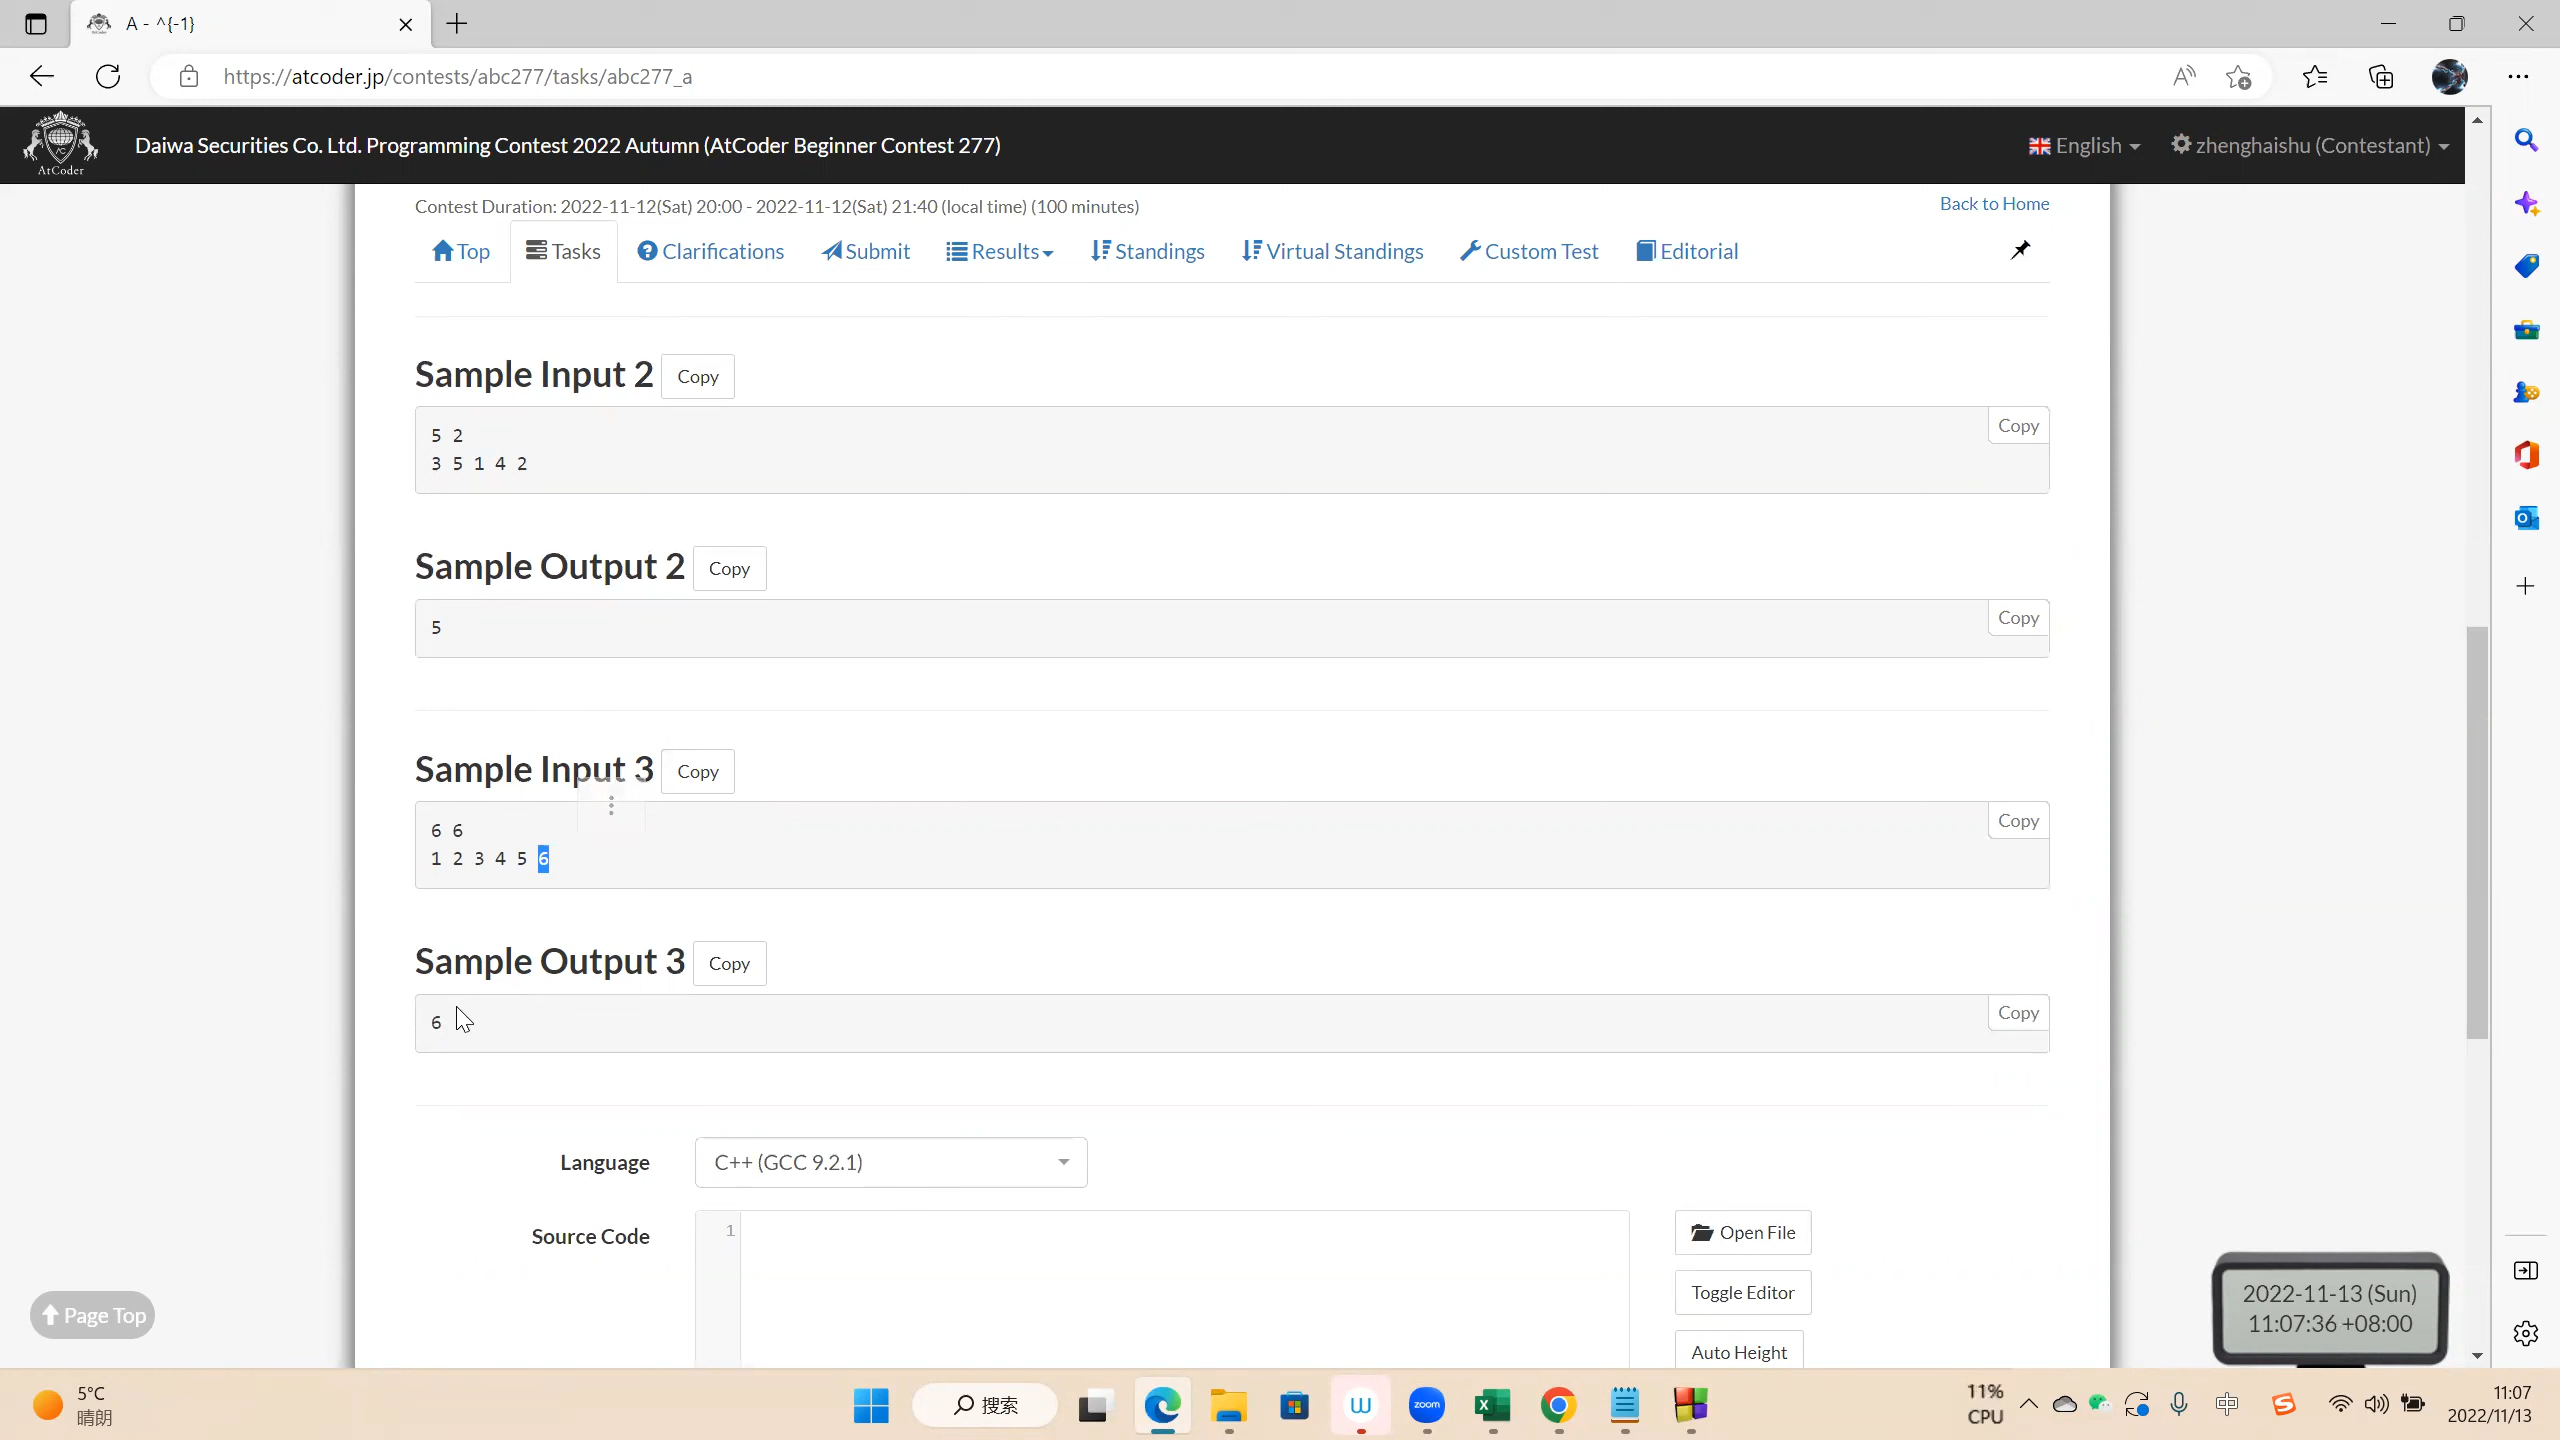 A - ^{-1}
https://atcoder.jp/contests/abc277/tasks/abc277_a
AtCoder
Daiwa Securities Co. Ltd. Programming Contest 2022 Autumn (AtCoder Beginner Contest 277)
English
zhenghaishu (Contestant)
Contest Duration: 2022-11-12(Sat) 20:00 - 2022-11-12(Sat) 21:40 (local time) (100 minutes)
Back to Home
Top
Tasks
Clarifications
Submit
Results
Standings
Virtual Standings
Custom Test
Editorial
Sample Input 2
Copy
Copy
5 2
3 5 1 4 2
Sample Output 2
Copy
Copy
5
Sample Input 3
Copy
Copy
6 6
1 2 3 4 5 6
Sample Output 3
Copy
Copy
6
Language
C++ (GCC 9.2.1)
Source Code
1
Open File
Toggle Editor
Auto Height
Page Top
2022-11-13 (Sun)
11:07:36 +08:00
5°C
晴朗
搜索
zoom
11%
CPU
中
11:07
2022/11/13